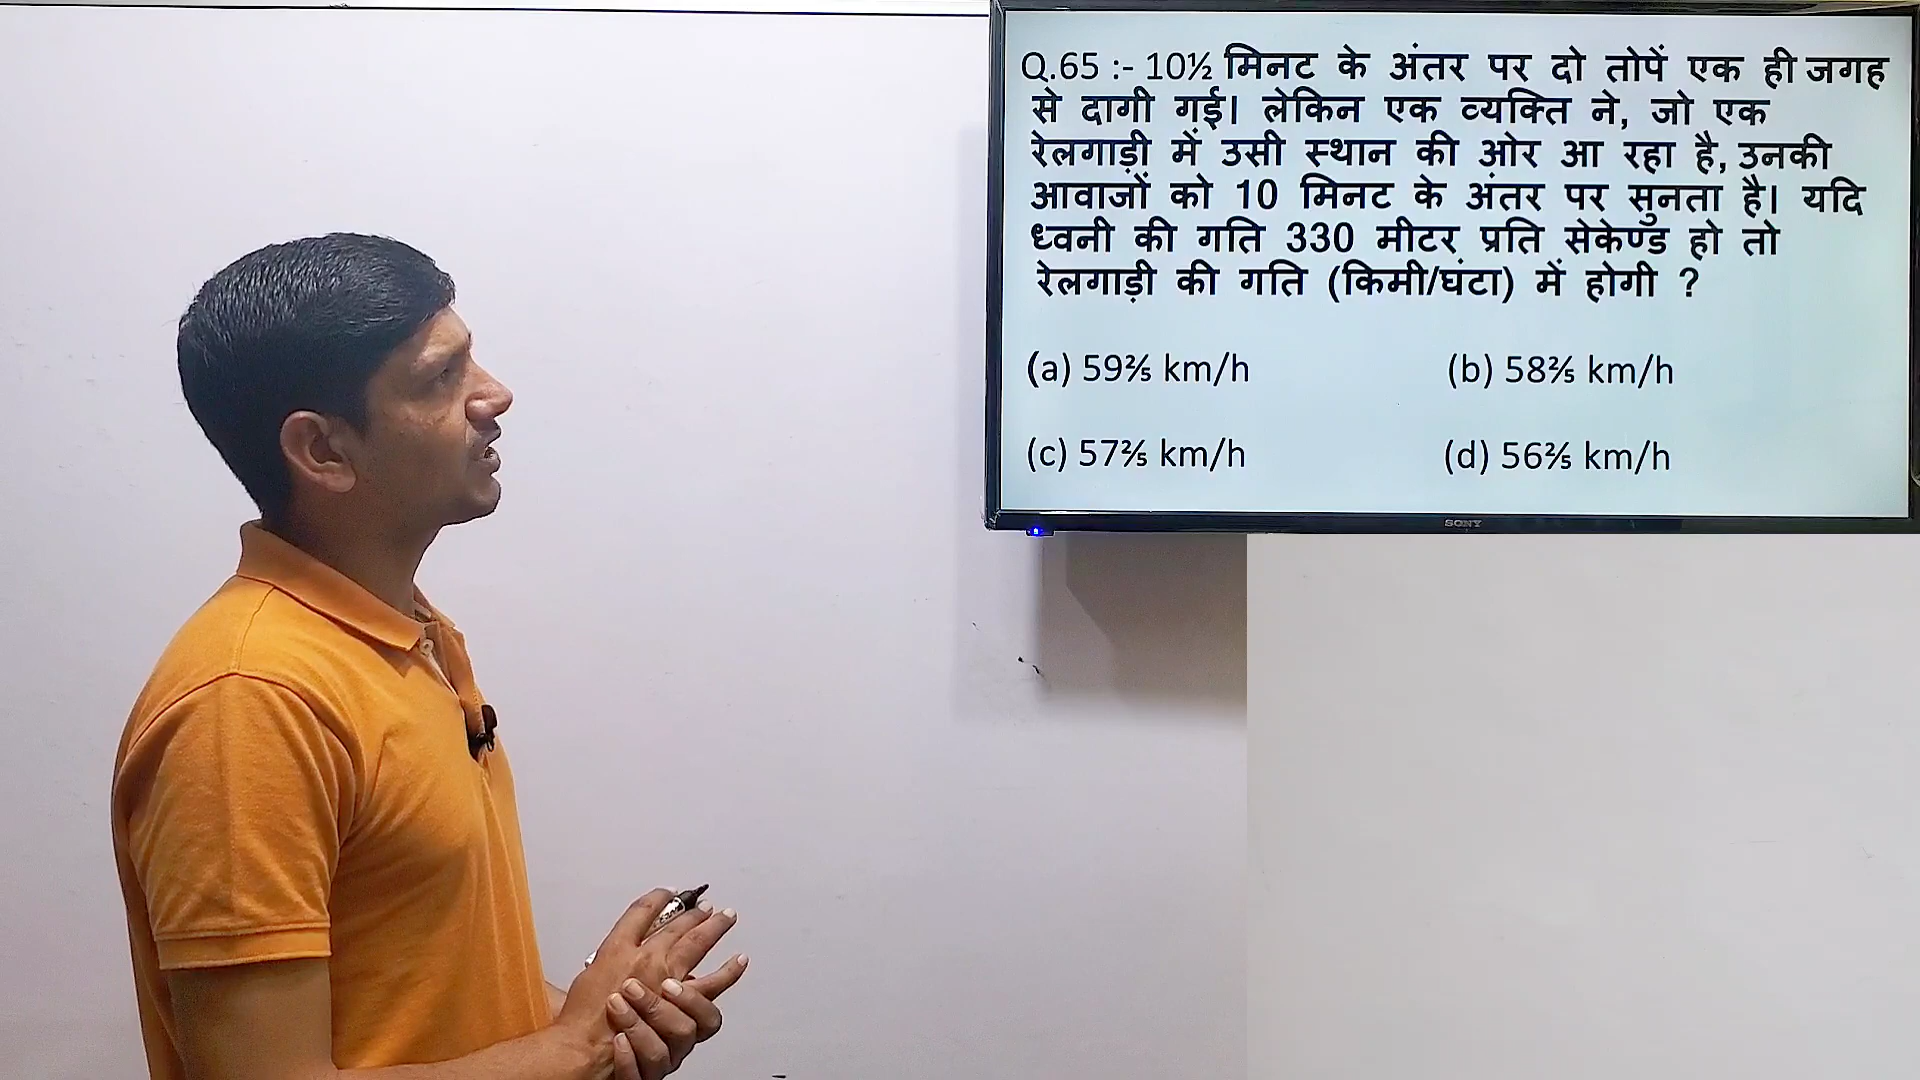 Q.65 :- 10½ मिनट के अंतर पर दो तोपें एक ही जगह
से दागी गई। लेकिन एक व्यक्ति ने, जो एक
रेलगाड़ी में उसी स्थान की ओर आ रहा है, उनकी
आवाजों को 10 मिनट के अंतर पर सुनता है। यदि
ध्वनी की गति 330 मीटर प्रति सेकेण्ड हो तो
रेलगाड़ी की गति (किमी/घंटा) में होगी ?
(a) 59⅖ km/h (b) 58⅖ km/h
(c) 57⅖ km/h (d) 56⅖ km/h
SONY